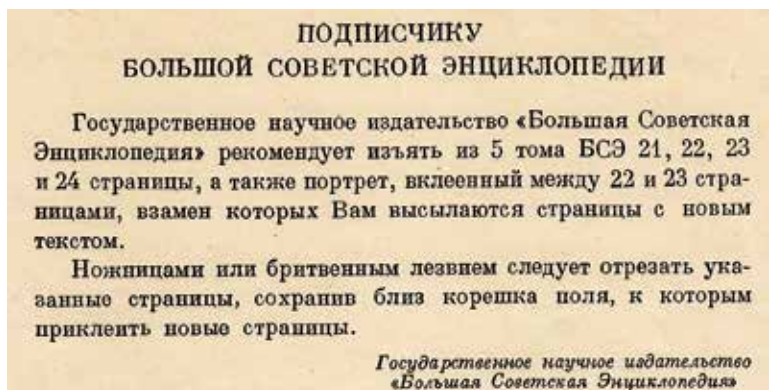 ПОДПИСЧИКУ
БОЛЬШОЙ СОВЕТСКОЙ ЭНЦИКЛОПЕДИИ
Государственное научное издательство «Большая Советская
Энциклопедия» рекомендует изъять из 5 тома БСЭ 21, 22, 23
и 24 страницы, а также портрет, вклеенный между 22 и 23 стра-
ницами, взамен которых Вам высылаются страницы с новым
текстом.
Ножницами или бритвенным лезвием следует отрезать ука-
занные страницы, сохранив близ корешка поля, к которым
приклеить новые страницы.
Государственное научное издательство
«Большая Советская Энциклопедия»